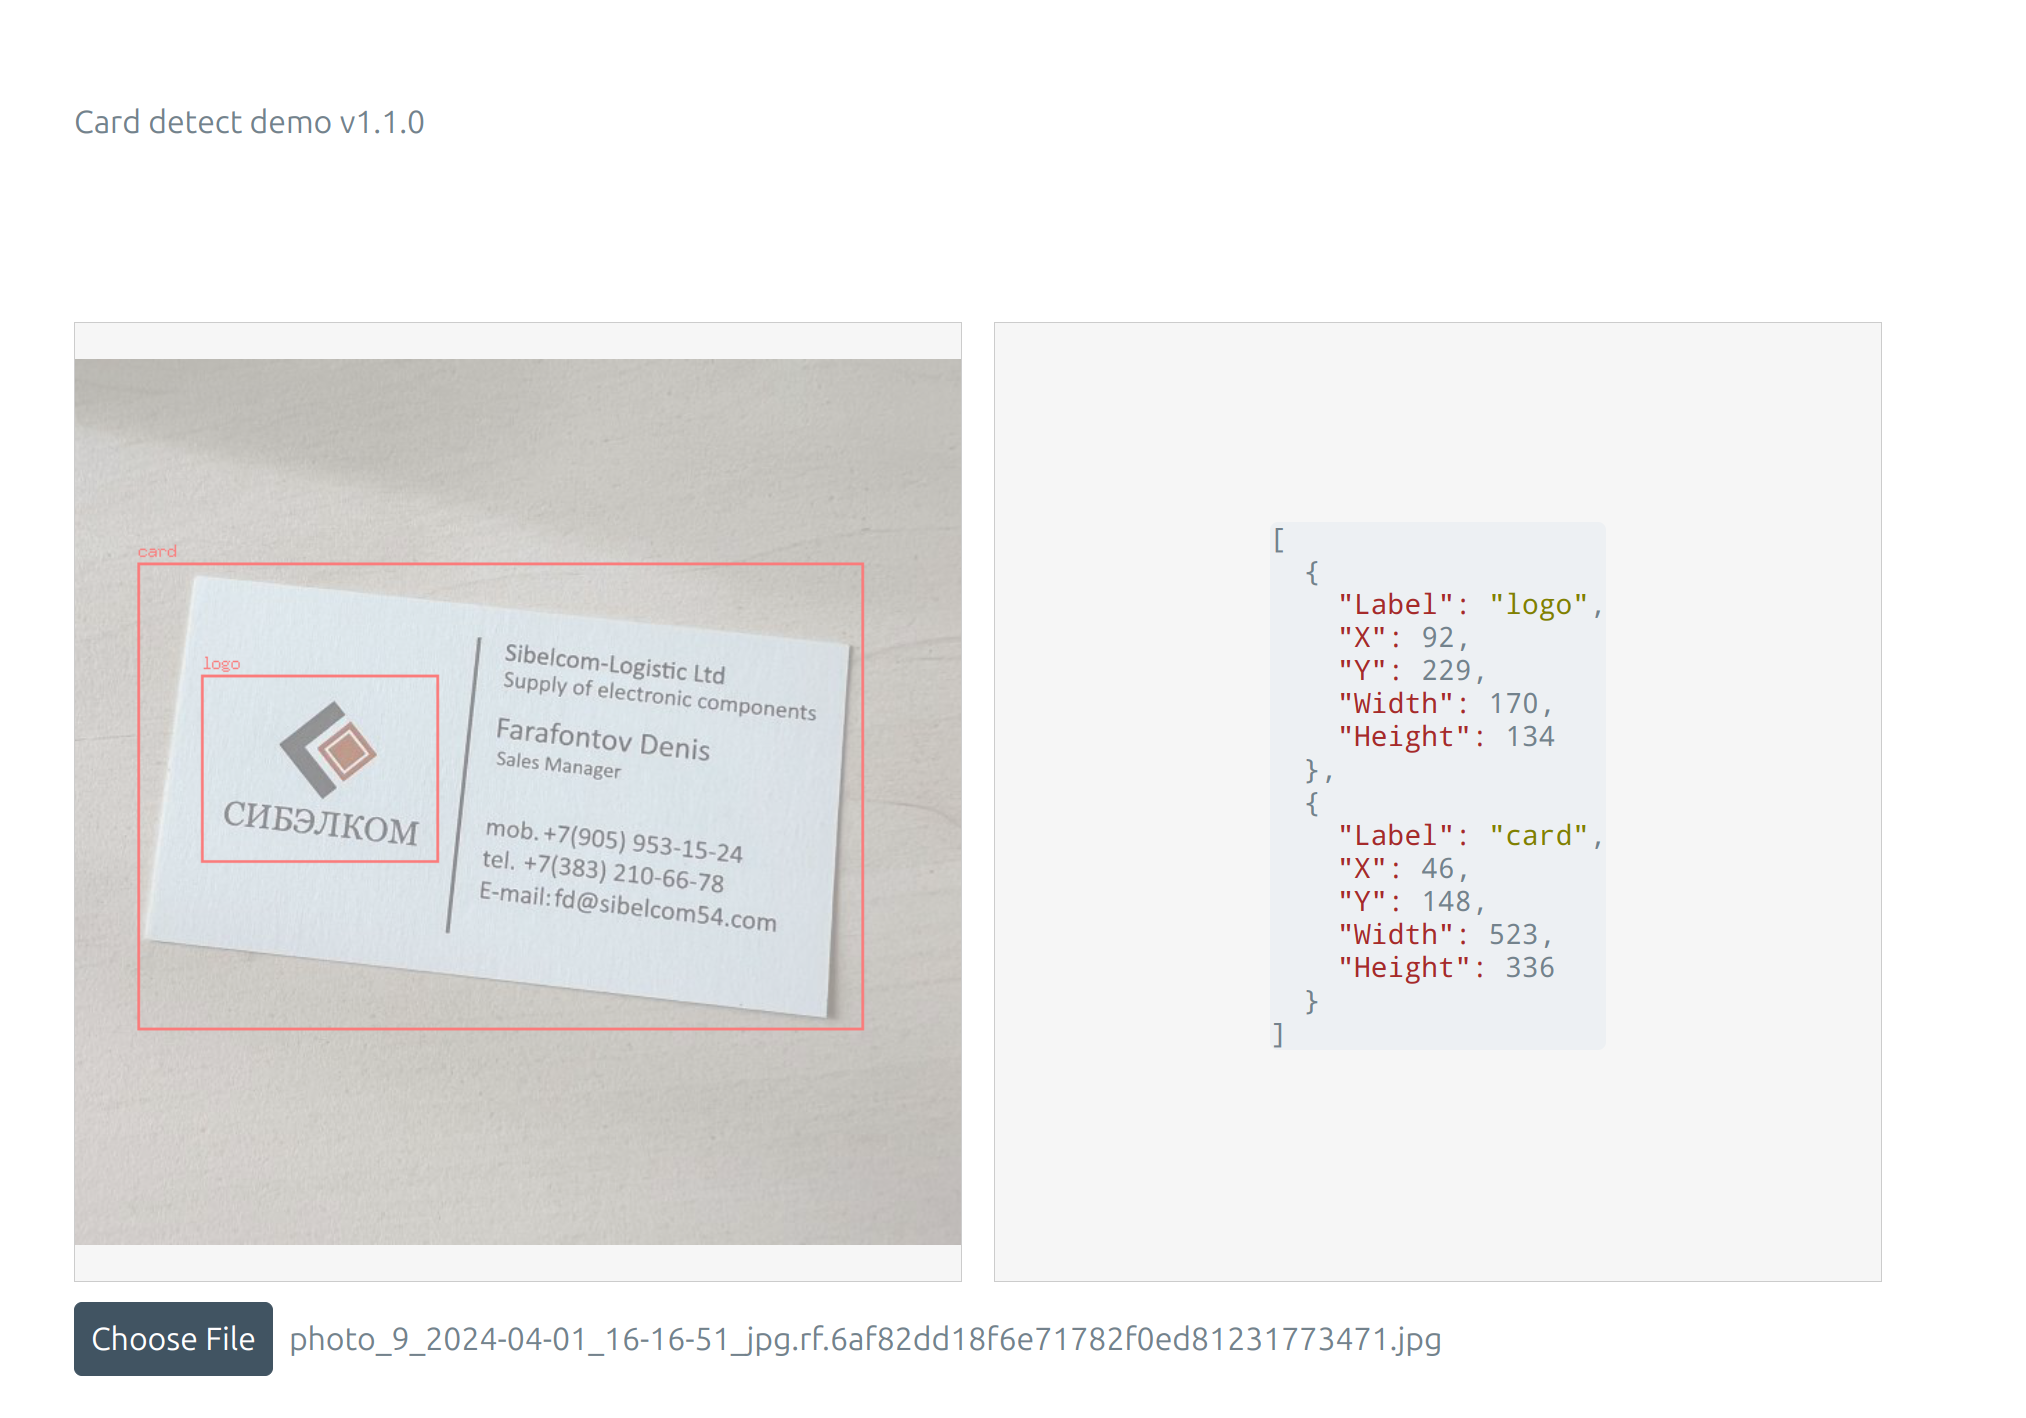 Card detect demo v1.1.0
card
logo
СИБЭЛКОМ
Sibelcom-Logistic Ltd
Supply of electronic components
Farafontov Denis
Sales Manager
mob. +7(905) 953-15-24
tel. +7(383) 210-66-78
E-mail: fd@sibelcom54.com
[
{
"Label": "logo",
"X": 92,
"Y": 229,
"Width": 170,
"Height": 134
},
{
"Label": "card",
"X": 46,
"Y": 148,
"Width": 523,
"Height": 336
}
]
Choose File photo_9_2024-04-01_16-16-51_jpg.rf.6af82dd18f6e71782f0ed81231773471.jpg